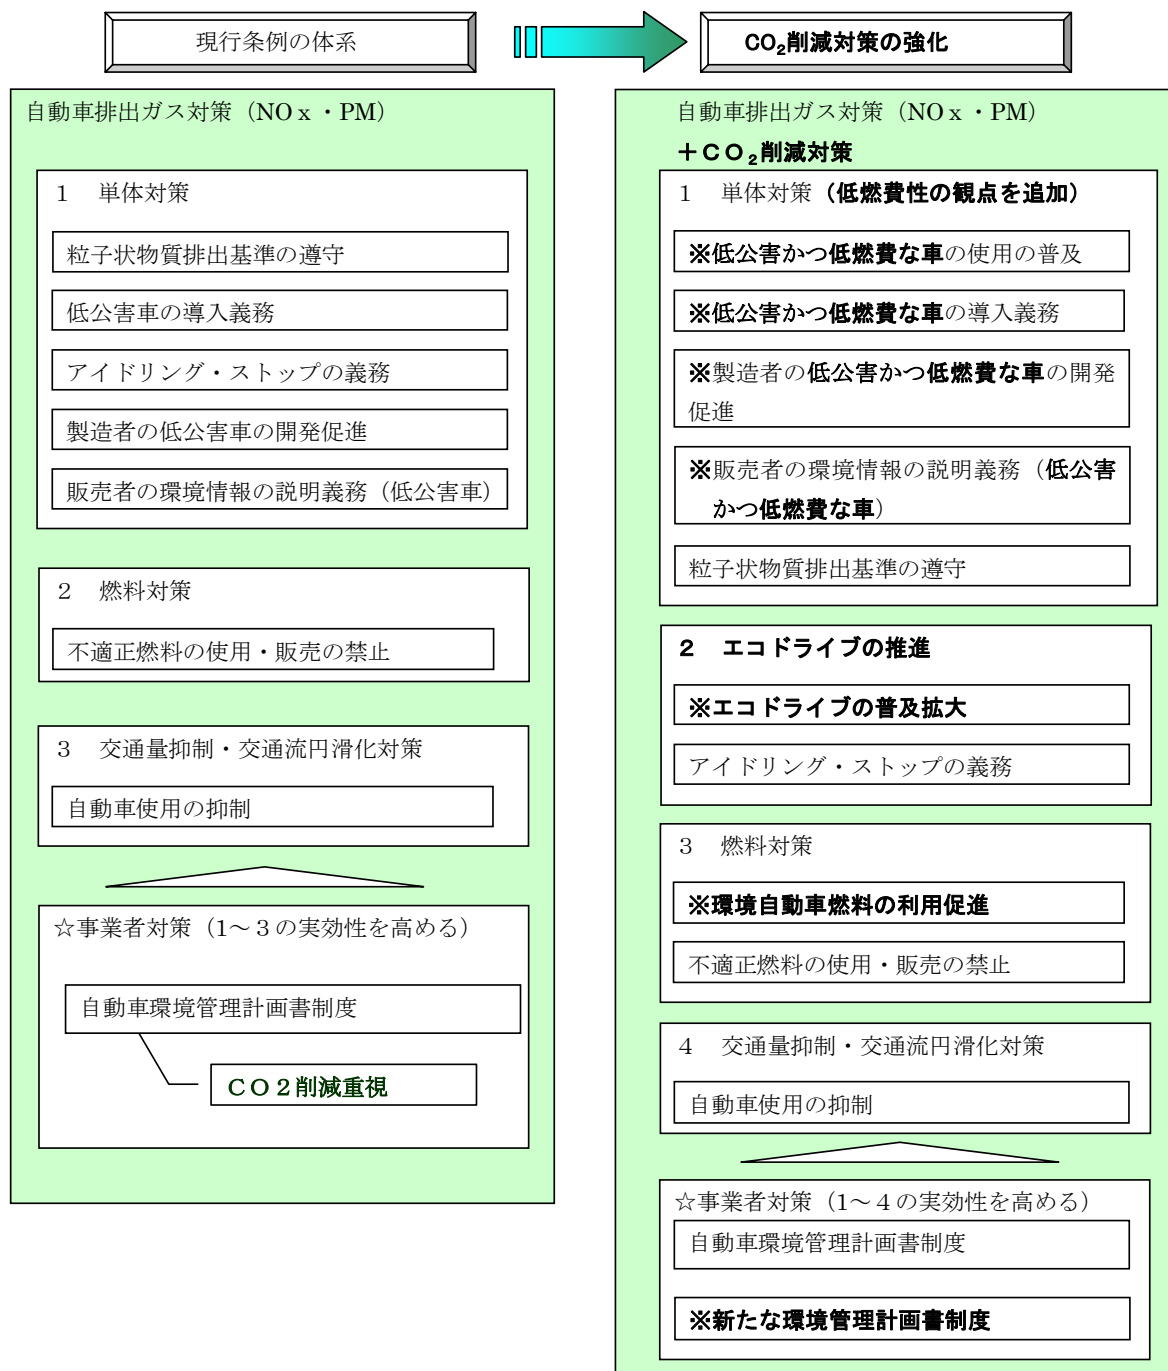 現行条例の体系
CO₂削減対策の強化
自動車排出ガス対策（NOｘ・PM）
１　単体対策
粒子状物質排出基準の遵守
低公害車の導入義務
アイドリング・ストップの義務
製造者の低公害車の開発促進
販売者の環境情報の説明義務（低公害車）
２　燃料対策
不適正燃料の使用・販売の禁止
３　交通量抑制・交通流円滑化対策
自動車使用の抑制
☆事業者対策（1～３の実効性を高める）
自動車環境管理計画書制度
ＣＯ２削減重視
自動車排出ガス対策（NOｘ・PM）
＋ＣＯ₂削減対策
１　単体対策（低燃費性の観点を追加）
※低公害かつ低燃費な車の使用の普及
※低公害かつ低燃費な車の導入義務
※製造者の低公害かつ低燃費な車の開発
促進
※販売者の環境情報の説明義務（低公害
かつ低燃費な車）
粒子状物質排出基準の遵守
２　エコドライブの推進
※エコドライブの普及拡大
アイドリング・ストップの義務
３　燃料対策
※環境自動車燃料の利用促進
不適正燃料の使用・販売の禁止
４　交通量抑制・交通流円滑化対策
自動車使用の抑制
☆事業者対策（1～４の実効性を高める）
自動車環境管理計画書制度
※新たな環境管理計画書制度